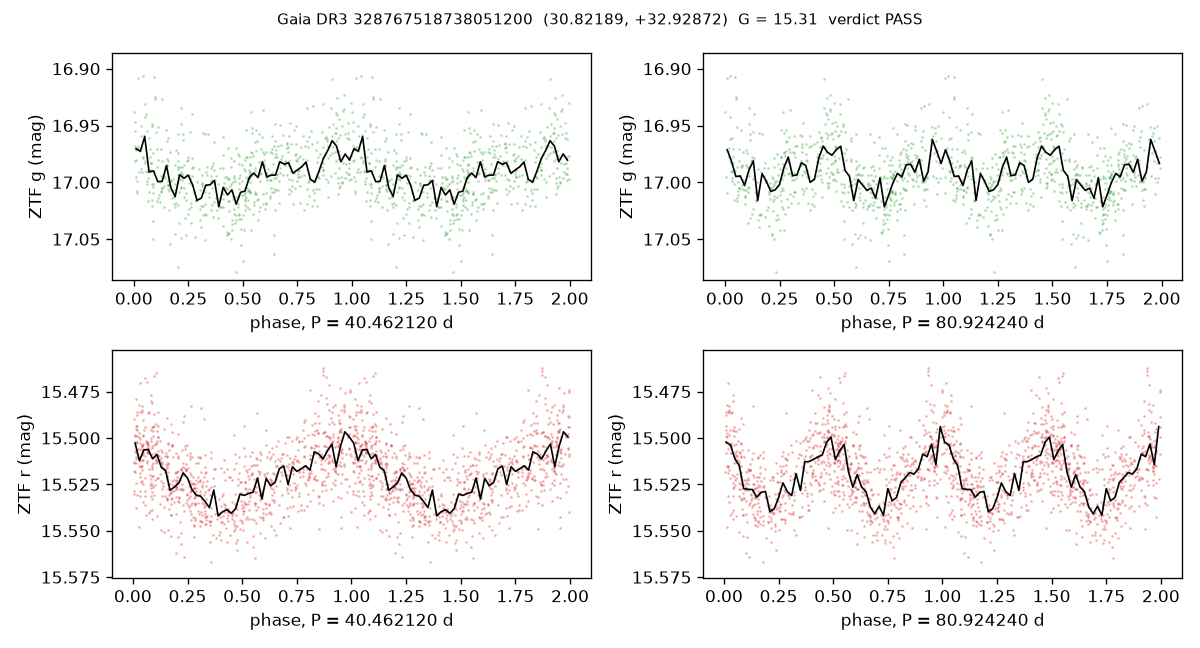 Gaia DR3 328767518738051200 (30.82189, +32.92872) G = 15.31 verdict PASS
16.90
16.95
17.00
17.05
ZTF g (mag)
0.00 0.25 0.50 0.75 1.00 1.25 1.50 1.75 2.00
phase, P = 40.462120 d
16.90
16.95
17.00
17.05
ZTF g (mag)
0.00 0.25 0.50 0.75 1.00 1.25 1.50 1.75 2.00
phase, P = 80.924240 d
15.475
15.500
15.525
15.550
15.575
ZTF r (mag)
0.00 0.25 0.50 0.75 1.00 1.25 1.50 1.75 2.00
phase, P = 40.462120 d
15.475
15.500
15.525
15.550
15.575
ZTF r (mag)
0.00 0.25 0.50 0.75 1.00 1.25 1.50 1.75 2.00
phase, P = 80.924240 d